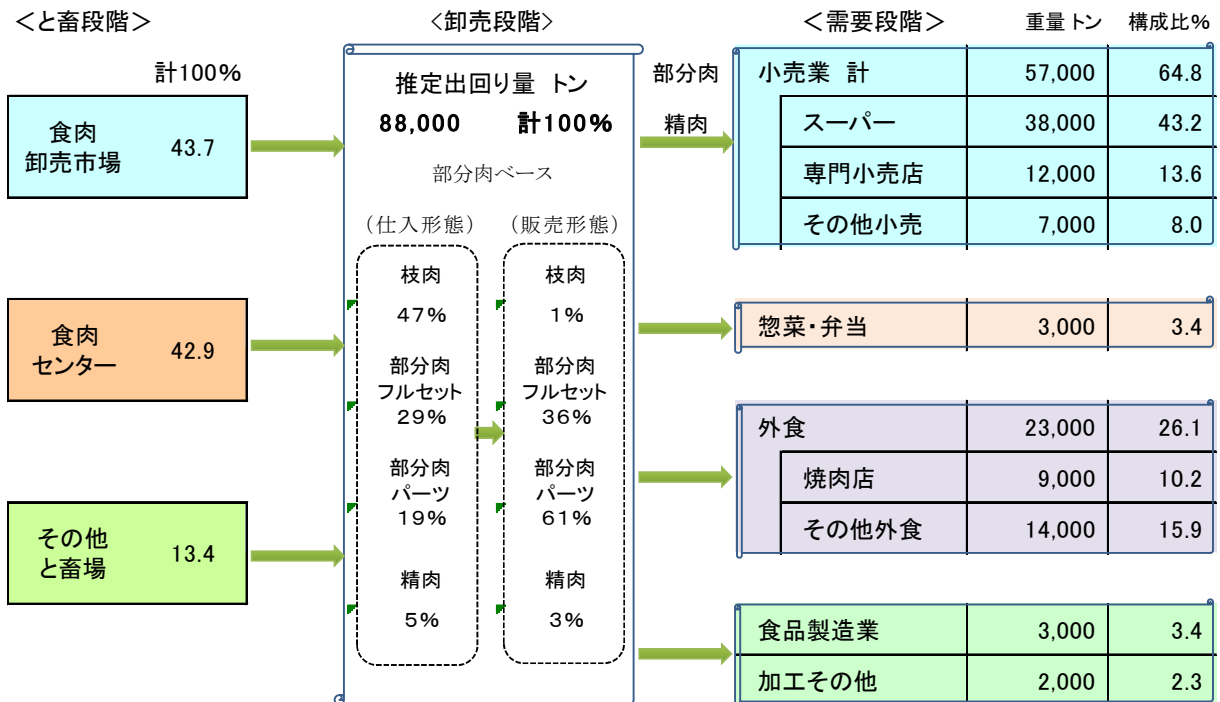 ＜と畜段階＞
計100%
食肉
卸売市場
43.7
食肉
センター
42.9
その他
と畜場
13.4
<卸売段階>
推定出回り量 トン
88,000 計100%
部分肉ベース
（仕入形態）
枝肉
47%
部分肉
フルセット
29%
部分肉
パーツ
19%
精肉
5%
（販売形態）
枝肉
1%
部分肉
フルセット
36%
部分肉
パーツ
61%
精肉
3%
部分肉
精肉
＜需要段階＞ 重量 トン 構成比%
小売業 計 57,000 64.8
スーパー 38,000 43.2
専門小売店 12,000 13.6
その他小売 7,000 8.0
惣菜・弁当 3,000 3.4
外食 23,000 26.1
焼肉店 9,000 10.2
その他外食 14,000 15.9
食品製造業 3,000 3.4
加工その他 2,000 2.3